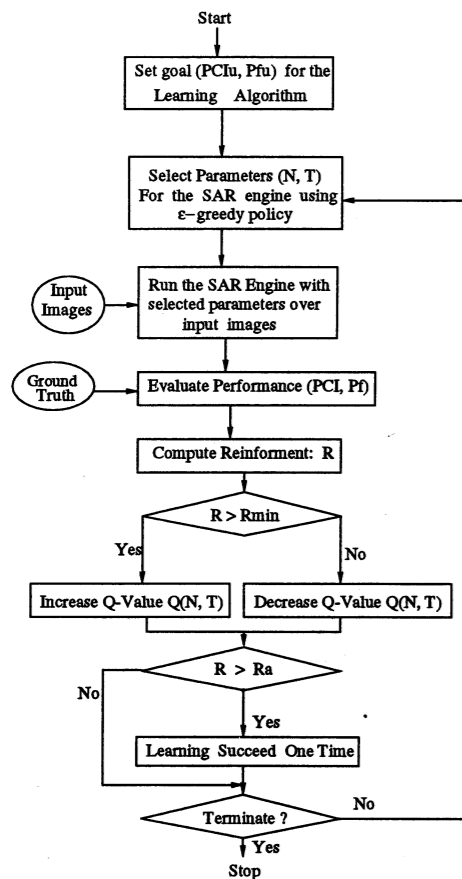 Start
Set goal (PCIu, Pfu) for the
Learning Algorithm
Select Parameters (N, T)
For the SAR engine using
ε-greedy policy
Input
Images
Run the SAR Engine with
selected parameters over
input images
Ground
Truth
Evaluate Performance (PCI, Pf)
Compute Reinforment: R
R > Rmin
Yes
No
Increase Q-Value Q(N, T)
Decrease Q-Value Q(N, T)
R > Ra
No
Yes
Learning Succeed One Time
Terminate ?
No
Yes
Stop